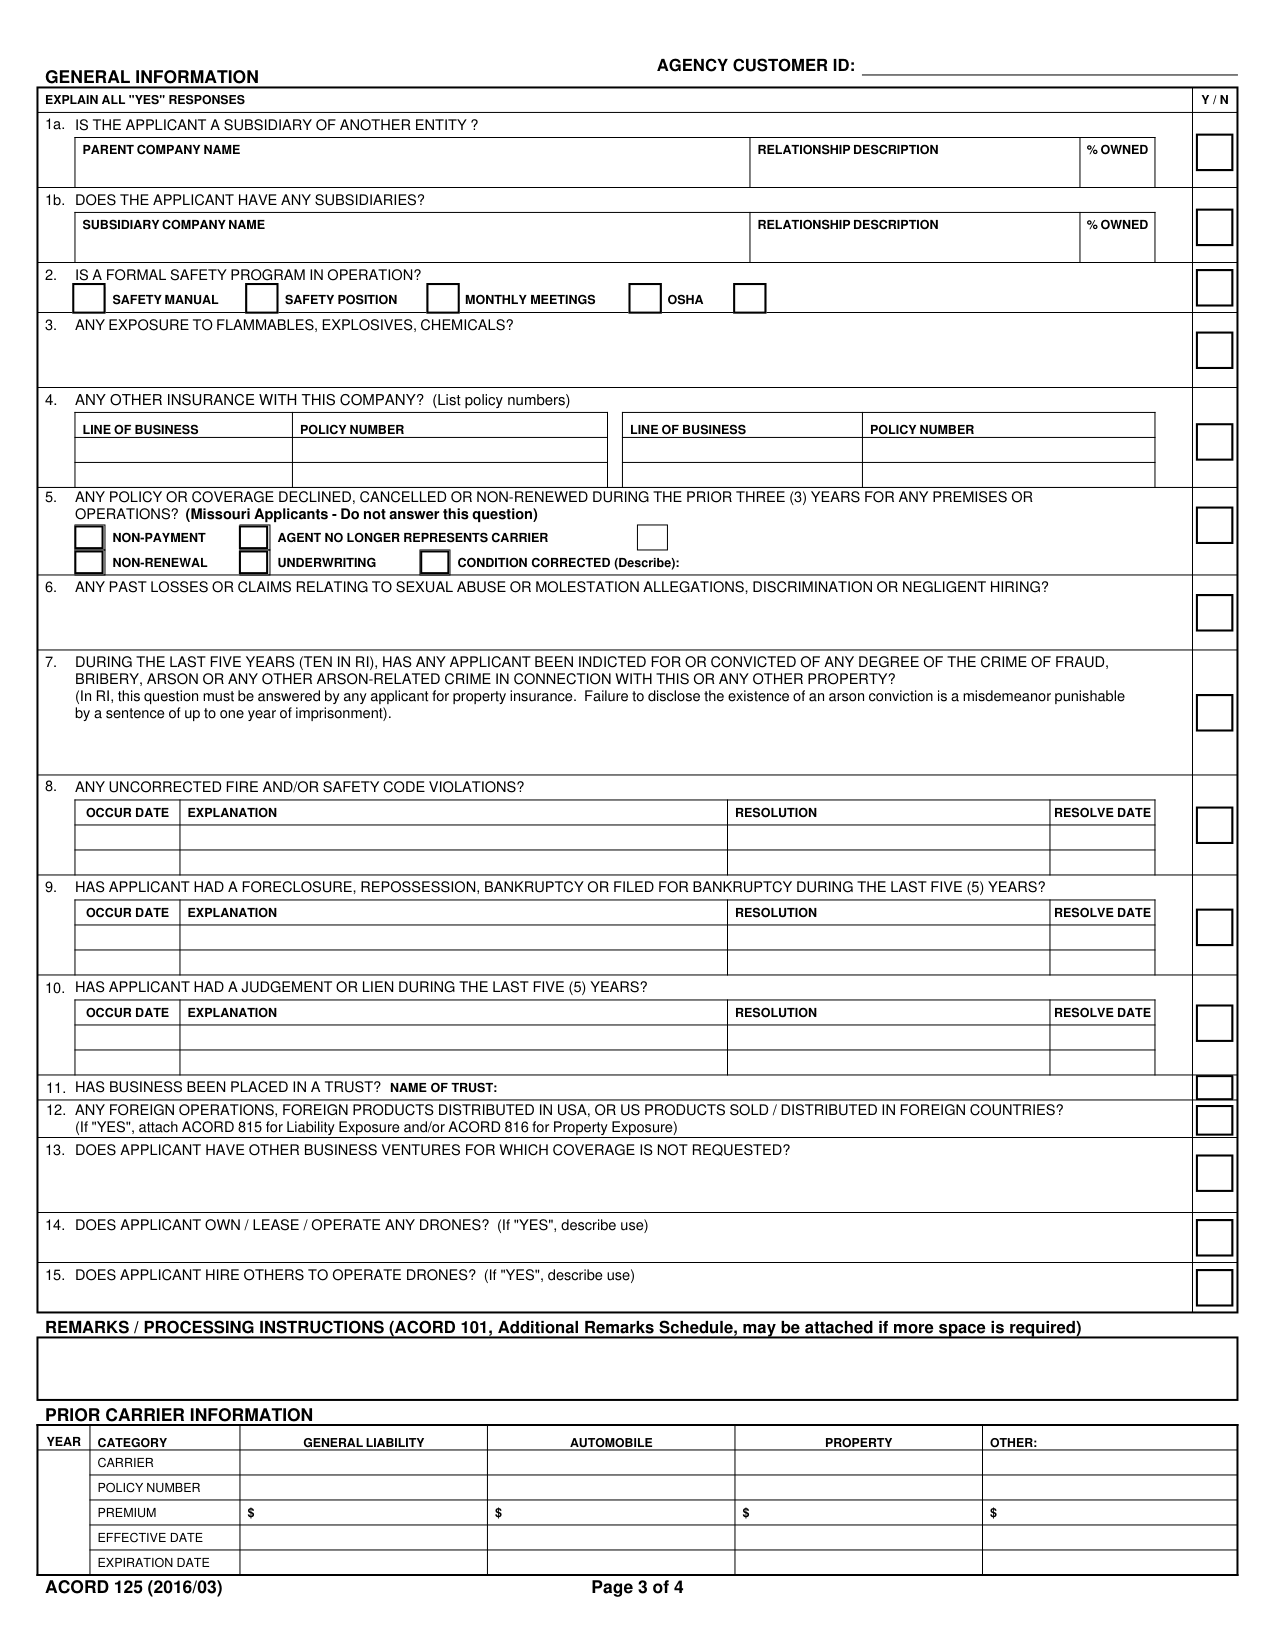 AGENCY CUSTOMER ID:
GENERAL INFORMATION
EXPLAIN ALL "YES" RESPONSES Y / N
1a. IS THE APPLICANT A SUBSIDIARY OF ANOTHER ENTITY ?
PARENT COMPANY NAME RELATIONSHIP DESCRIPTION % OWNED
1b. DOES THE APPLICANT HAVE ANY SUBSIDIARIES?
SUBSIDIARY COMPANY NAME RELATIONSHIP DESCRIPTION % OWNED
2. IS A FORMAL SAFETY PROGRAM IN OPERATION?
SAFETY MANUAL SAFETY POSITION MONTHLY MEETINGS OSHA
3. ANY EXPOSURE TO FLAMMABLES, EXPLOSIVES, CHEMICALS?
4. ANY OTHER INSURANCE WITH THIS COMPANY? (List policy numbers)
LINE OF BUSINESS POLICY NUMBER LINE OF BUSINESS POLICY NUMBER
5. ANY POLICY OR COVERAGE DECLINED, CANCELLED OR NON-RENEWED DURING THE PRIOR THREE (3) YEARS FOR ANY PREMISES OR
OPERATIONS? (Missouri Applicants - Do not answer this question)
NON-PAYMENT AGENT NO LONGER REPRESENTS CARRIER
NON-RENEWAL UNDERWRITING CONDITION CORRECTED (Describe):
6. ANY PAST LOSSES OR CLAIMS RELATING TO SEXUAL ABUSE OR MOLESTATION ALLEGATIONS, DISCRIMINATION OR NEGLIGENT HIRING?
7. DURING THE LAST FIVE YEARS (TEN IN RI), HAS ANY APPLICANT BEEN INDICTED FOR OR CONVICTED OF ANY DEGREE OF THE CRIME OF FRAUD,
BRIBERY, ARSON OR ANY OTHER ARSON-RELATED CRIME IN CONNECTION WITH THIS OR ANY OTHER PROPERTY?
(In RI, this question must be answered by any applicant for property insurance. Failure to disclose the existence of an arson conviction is a misdemeanor punishable
by a sentence of up to one year of imprisonment).
8. ANY UNCORRECTED FIRE AND/OR SAFETY CODE VIOLATIONS?
OCCUR DATE EXPLANATION RESOLUTION RESOLVE DATE
9. HAS APPLICANT HAD A FORECLOSURE, REPOSSESSION, BANKRUPTCY OR FILED FOR BANKRUPTCY DURING THE LAST FIVE (5) YEARS?
OCCUR DATE EXPLANATION RESOLUTION RESOLVE DATE
10. HAS APPLICANT HAD A JUDGEMENT OR LIEN DURING THE LAST FIVE (5) YEARS?
OCCUR DATE EXPLANATION RESOLUTION RESOLVE DATE
11. HAS BUSINESS BEEN PLACED IN A TRUST? NAME OF TRUST:
12. ANY FOREIGN OPERATIONS, FOREIGN PRODUCTS DISTRIBUTED IN USA, OR US PRODUCTS SOLD / DISTRIBUTED IN FOREIGN COUNTRIES?
(If "YES", attach ACORD 815 for Liability Exposure and/or ACORD 816 for Property Exposure)
13. DOES APPLICANT HAVE OTHER BUSINESS VENTURES FOR WHICH COVERAGE IS NOT REQUESTED?
14. DOES APPLICANT OWN / LEASE / OPERATE ANY DRONES? (If "YES", describe use)
15. DOES APPLICANT HIRE OTHERS TO OPERATE DRONES? (If "YES", describe use)
REMARKS / PROCESSING INSTRUCTIONS (ACORD 101, Additional Remarks Schedule, may be attached if more space is required)
PRIOR CARRIER INFORMATION
YEAR CATEGORY GENERAL LIABILITY AUTOMOBILE PROPERTY OTHER:
CARRIER
POLICY NUMBER
PREMIUM $ $ $ $
EFFECTIVE DATE
EXPIRATION DATE
ACORD 125 (2016/03) Page 3 of 4